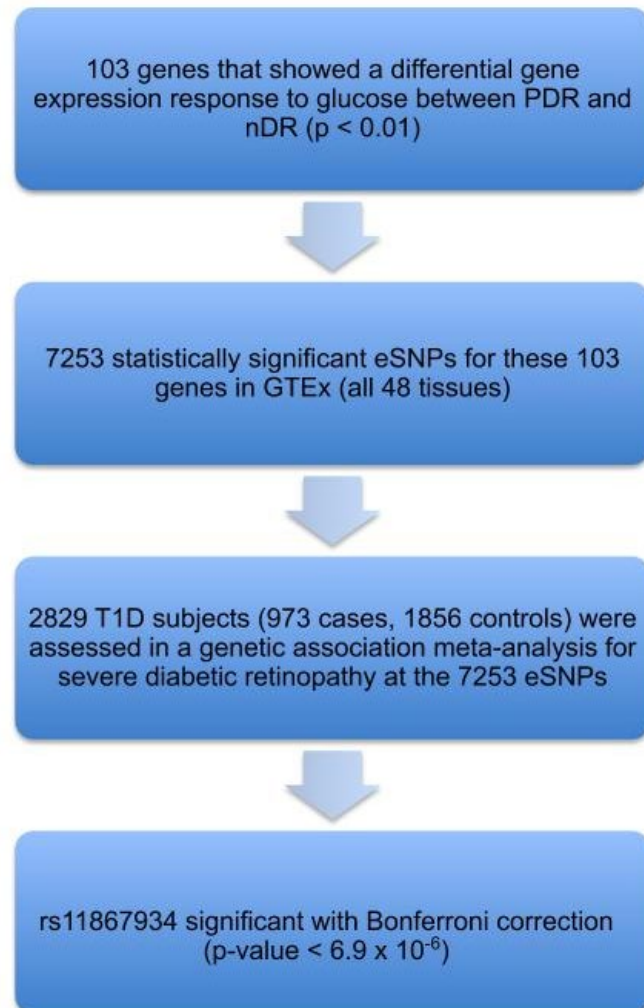 103 genes that showed a differential gene
expression response to glucose between PDR and
nDR (p < 0.01)
7253 statistically significant eSNPs for these 103
genes in GTEx (all 48 tissues)
2829 T1D subjects (973 cases, 1856 controls) were
assessed in a genetic association meta-analysis for
severe diabetic retinopathy at the 7253 eSNPs
rs11867934 significant with Bonferroni correction
(p-value < 6.9 x 10⁻⁶)